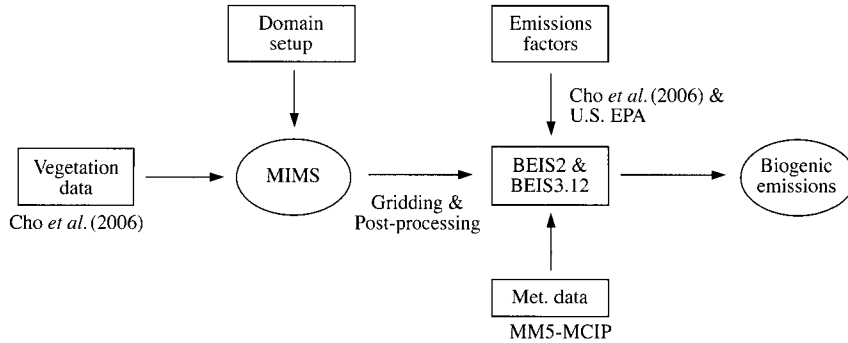 Domain
setup
Emissions
factors
Cho et al. (2006) &
U.S. EPA
Vegetation
data
Cho et al. (2006)
MIMS
Gridding &
Post-processing
BEIS2 &
BEIS3.12
Biogenic
emissions
Met. data
MM5-MCIP